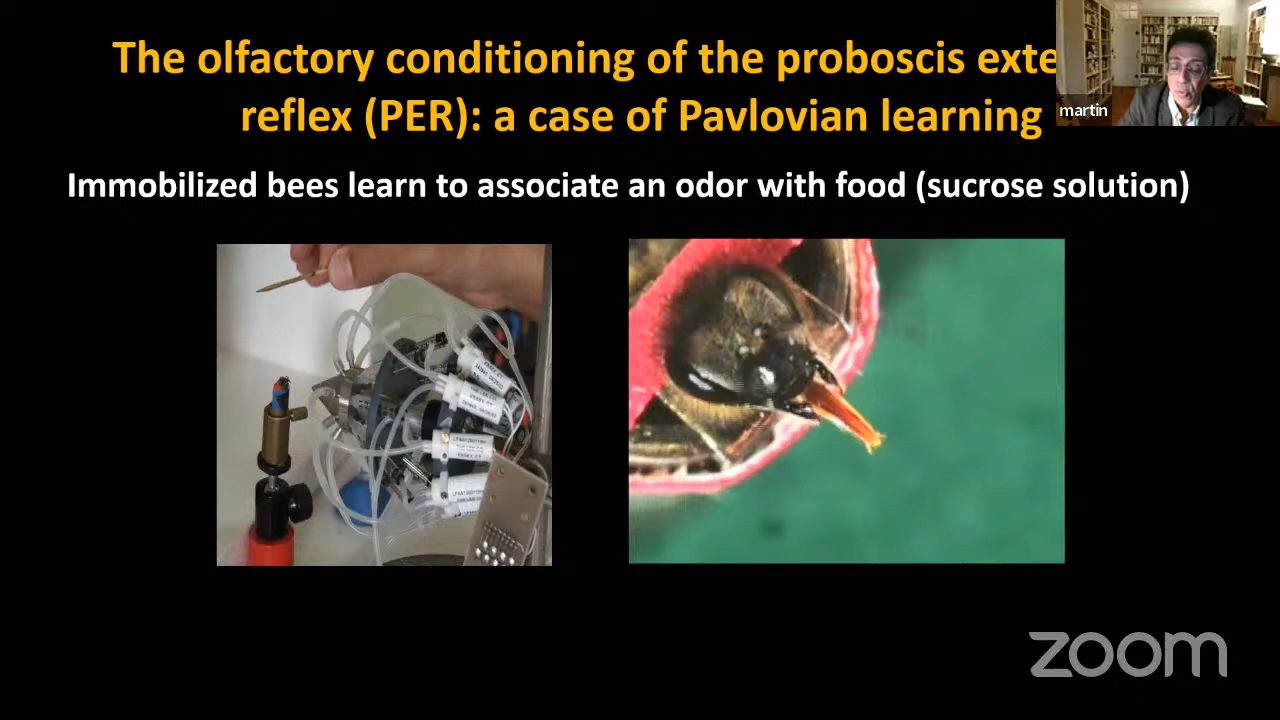 The olfactory conditioning of the proboscis exte
reflex (PER): a case of Pavlovian learning
martin
Immobilized bees learn to associate an odor with food (sucrose solution)
zoom